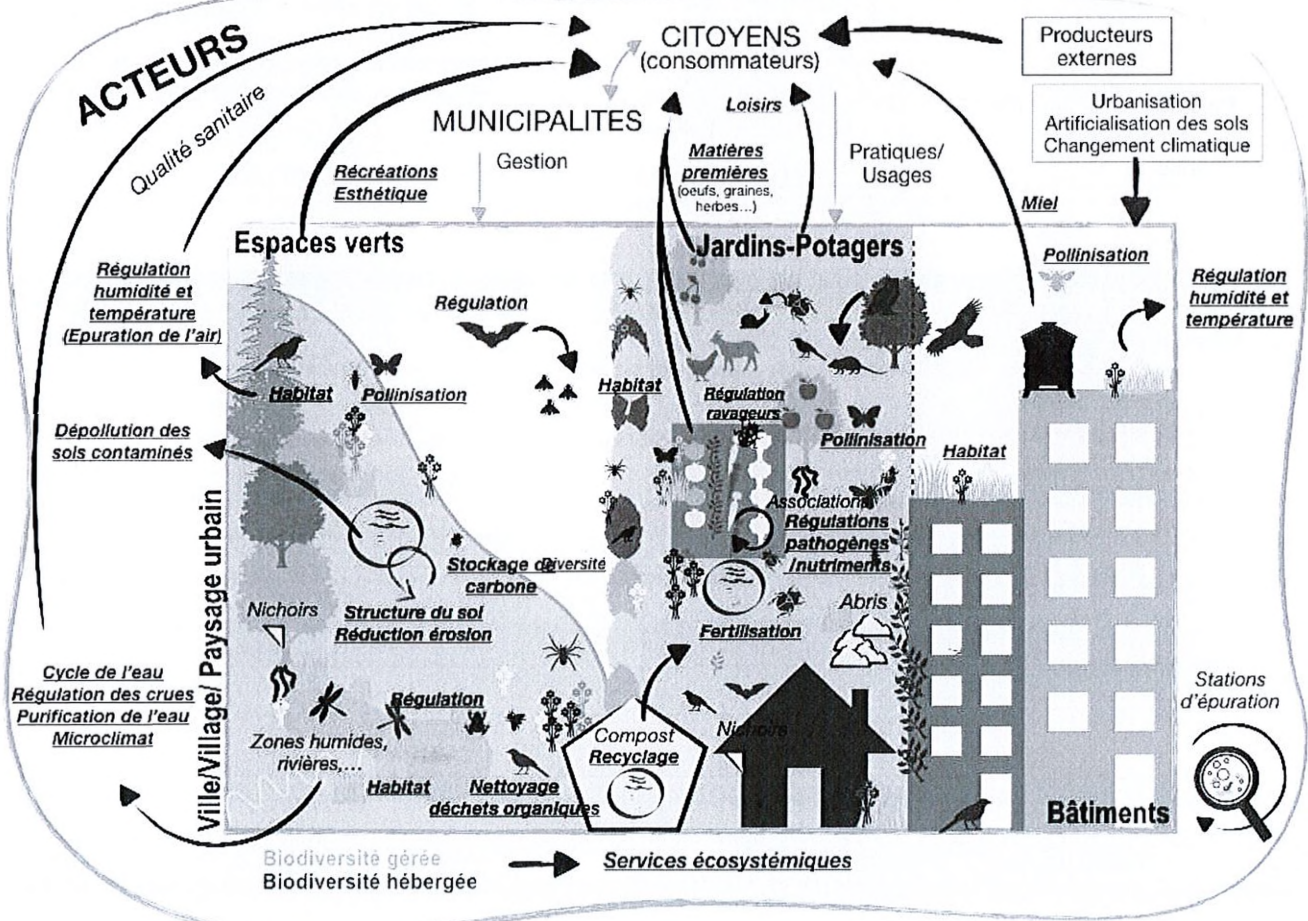 ACTEURS
Qualité sanitaire
CITOYENS
(consommateurs)
Producteurs
externes
MUNICIPALITES
Gestion
Loisirs
Urbanisation
Artificialisation des sols
Changement climatique
Récréations
Esthétique
Matières
premières
(oeufs, graines,
herbes...)
Pratiques/
Usages
Miel
Espaces verts
Jardins-Potagers
Pollinisation
Régulation
humidité et
température
(Epuration de l'air)
Régulation
Régulation
humidité et
température
Habitat
Pollinisation
Habitat
Régulation
ravageurs
Pollinisation
Habitat
Dépollution des
sols contaminés
Associations
Régulations
pathogènes
/nutriments
Stockage de
carbone
Diversité
Nichoirs
Structure du sol
Réduction érosion
Fertilisation
Abris
Ville/Village/ Paysage urbain
Cycle de l'eau
Régulation des crues
Purification de l'eau
Microclimat
Régulation
Zones humides,
rivières,...
Habitat
Nettoyage
déchets organiques
Compost
Recyclage
Nichoirs
Stations
d'épuration
Bâtiments
Biodiversité gérée
Biodiversité hébergée
Services écosystémiques